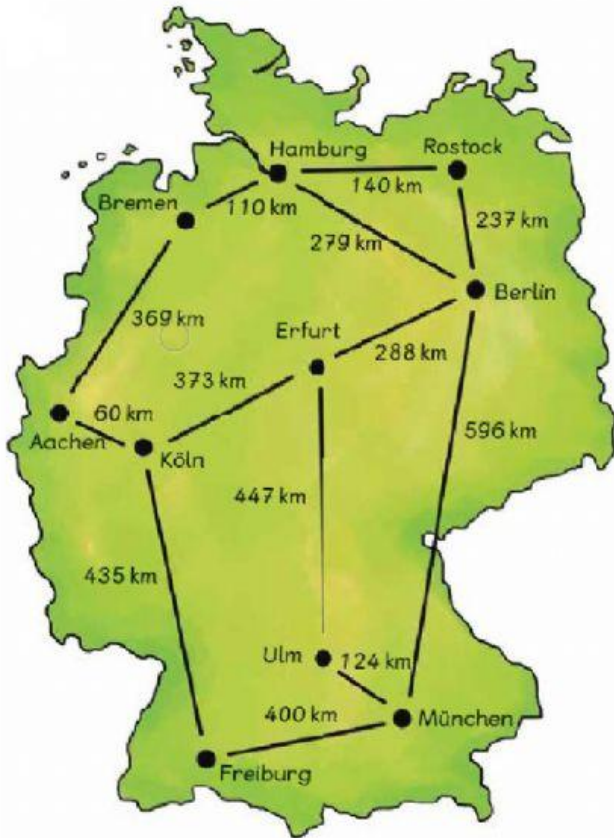 Hamburg
Rostock
140 km
Bremen
110 km
237 km
279 km
Berlin
369 km
Erfurt
288 km
373 km
60 km
Aachen
Köln
596 km
447 km
435 km
Ulm
124 km
400 km
München
Freiburg